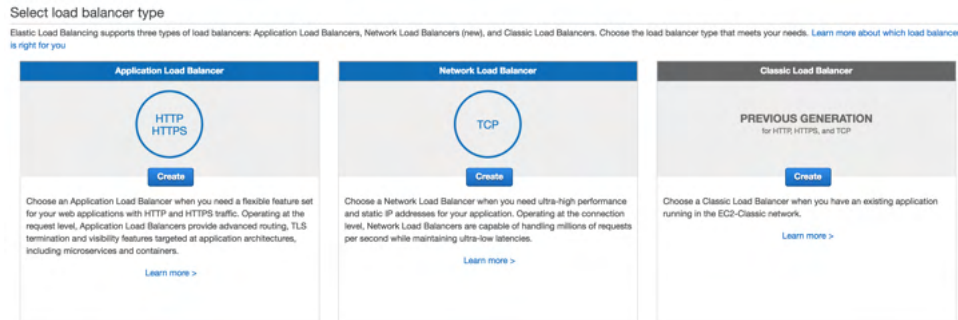 Select load balancer type
Elastic Load Balancing supports three types of load balancers: Application Load Balancers, Network Load Balancers (new), and Classic Load Balancers. Choose the load balancer type that meets your needs. Learn more about which load balancer
is right for you
Application Load Balancer
HTTP
HTTPS
Create
Choose an Application Load Balancer when you need a flexible feature set
for your web applications with HTTP and HTTPS traffic. Operating at the
request level, Application Load Balancers provide advanced routing, TLS
termination and visibility features targeted at application architectures,
including microservices and containers.
Learn more >
Network Load Balancer
TCP
Create
Choose a Network Load Balancer when you need ultra-high performance
and static IP addresses for your application. Operating at the connection
level, Network Load Balancers are capable of handling millions of requests
per second while maintaining ultra-low latencies.
Learn more >
Classic Load Balancer
PREVIOUS GENERATION
for HTTP, HTTPS, and TCP
Create
Choose a Classic Load Balancer when you have an existing application
running in the EC2-Classic network.
Learn more >